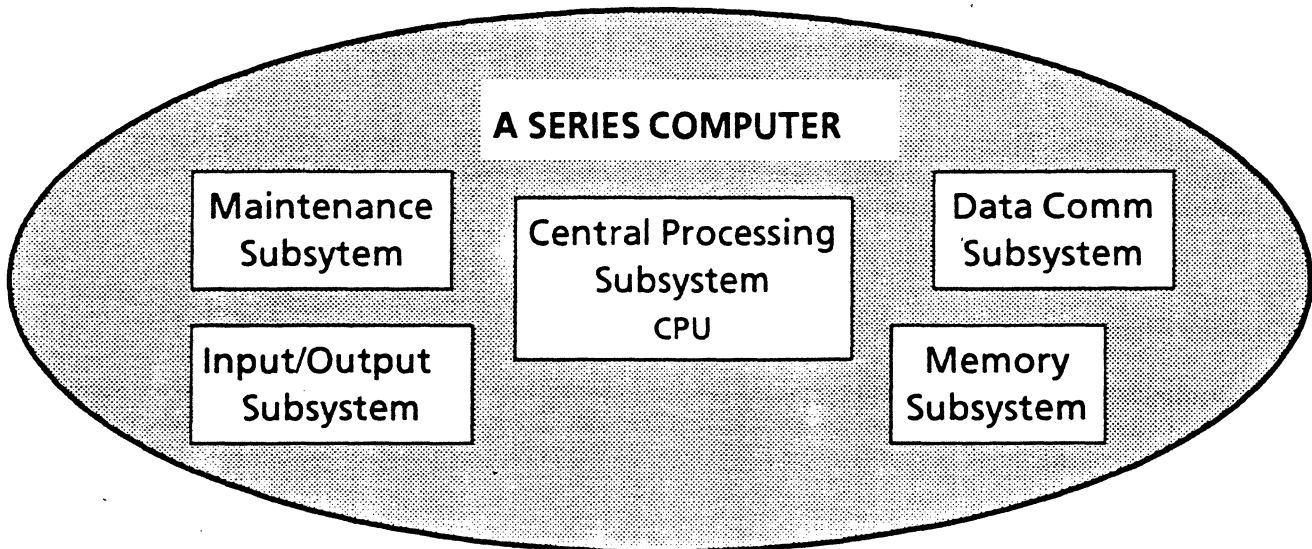 A SERIES COMPUTER
Maintenance
Subsytem
Central Processing
Subsystem
CPU
Data Comm
Subsystem
Input/Output
Subsystem
Memory
Subsystem